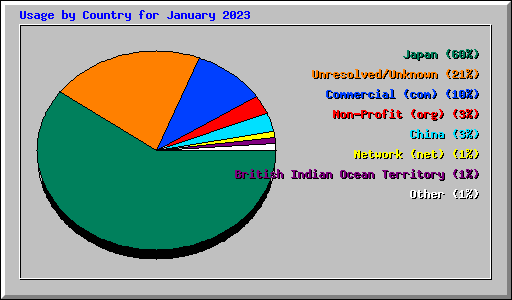 Usage by Country for January 2023
Japan (60%)
Unresolved/Unknown (21%)
Commercial (com) (10%)
Non-Profit (org) (3%)
China (3%)
Network (net) (1%)
British Indian Ocean Territory (1%)
Other (1%)